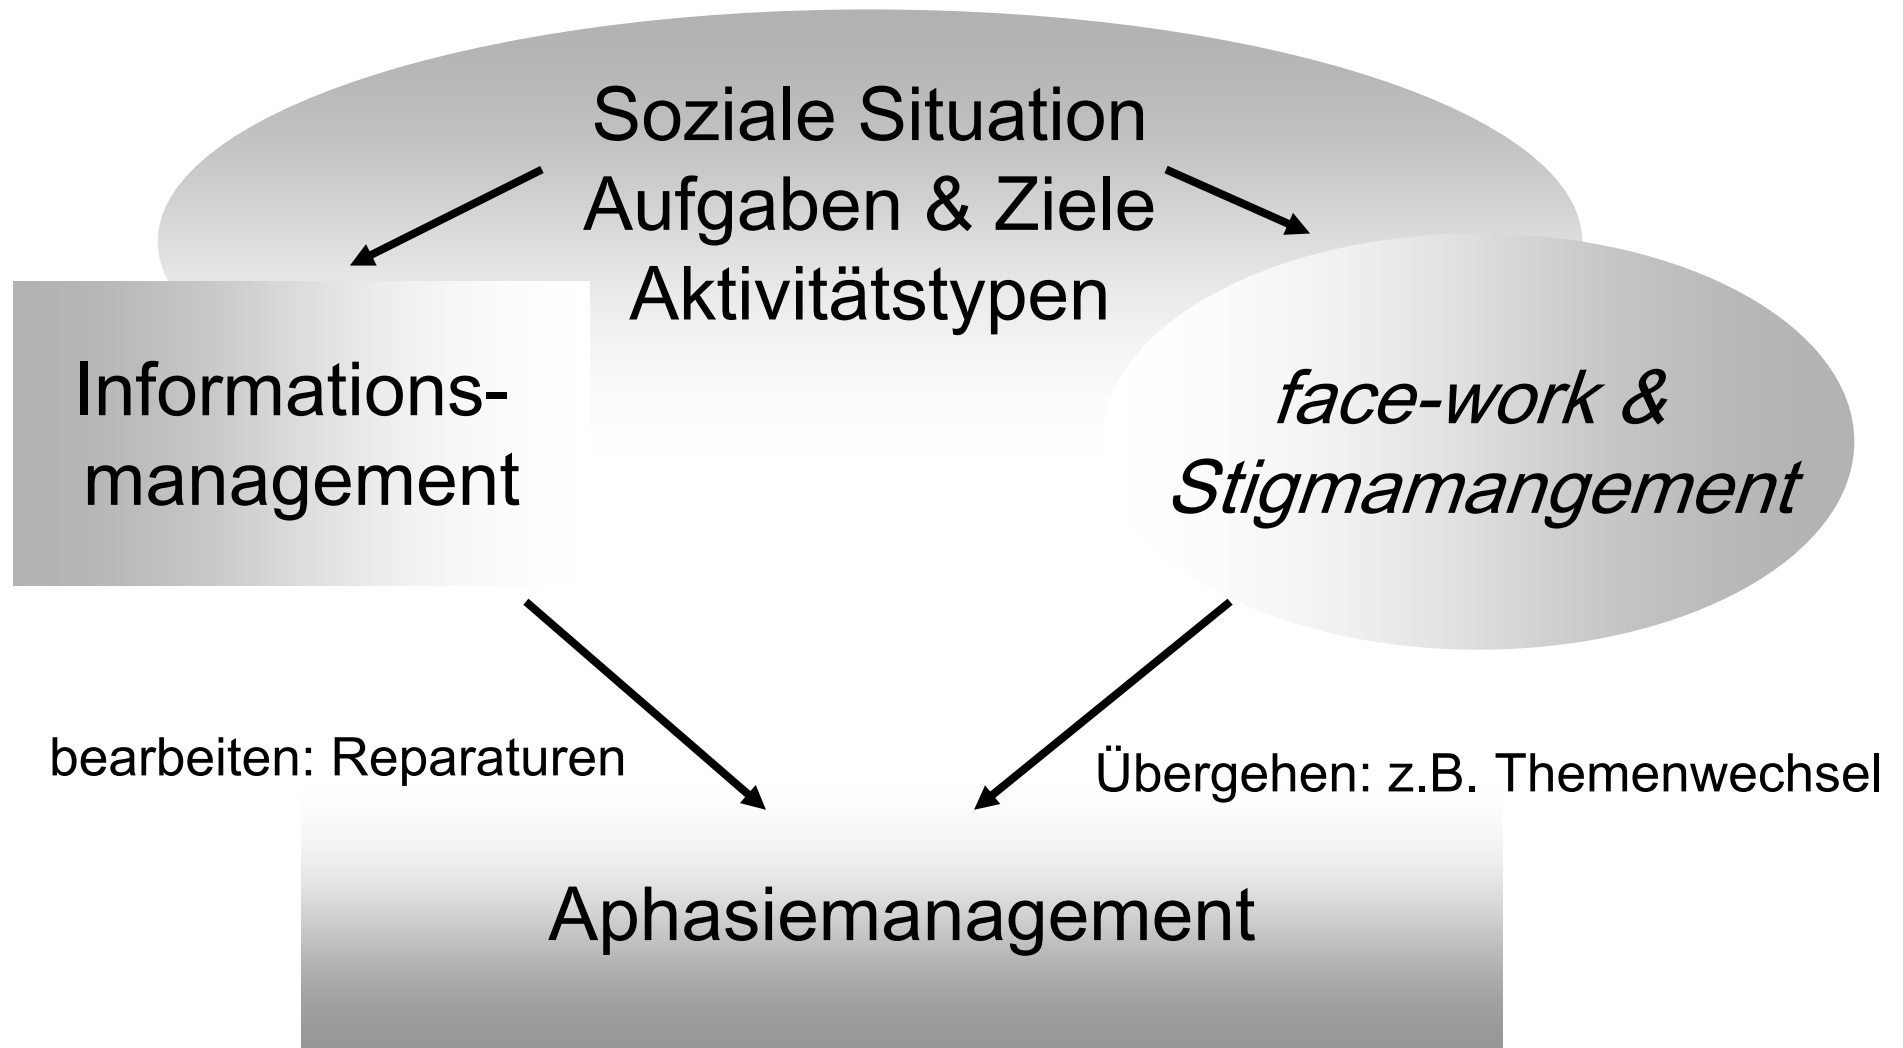 Soziale Situation
Aufgaben & Ziele
Aktivitätstypen
Informations-
management
face-work &
Stigmamangement
bearbeiten: Reparaturen
Übergehen: z.B. Themenwechsel
Aphasiemanagement